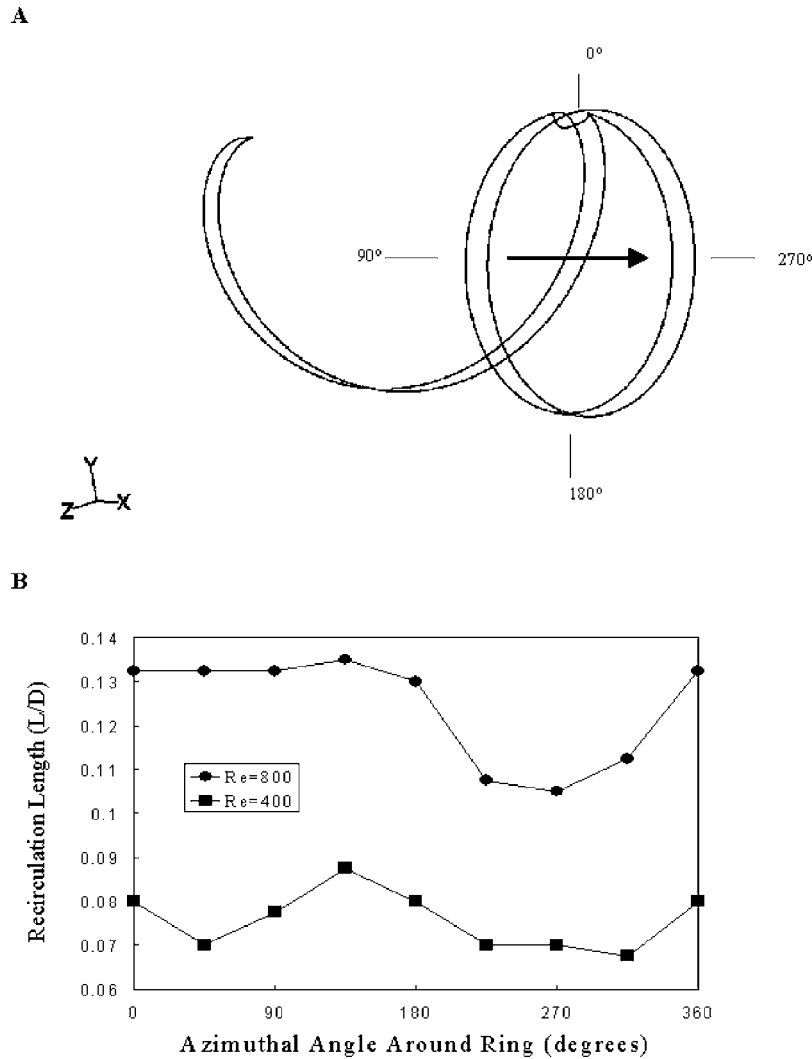 A
0°
90°
270°
180°
Y
Z X
B
Recirculation Length (L/D)
0.14
0.13
0.12
0.11
0.1
0.09
0.08
0.07
0.06
Re=800
Re=400
0 90 180 270 360
Azimuthal Angle Around Ring (degrees)